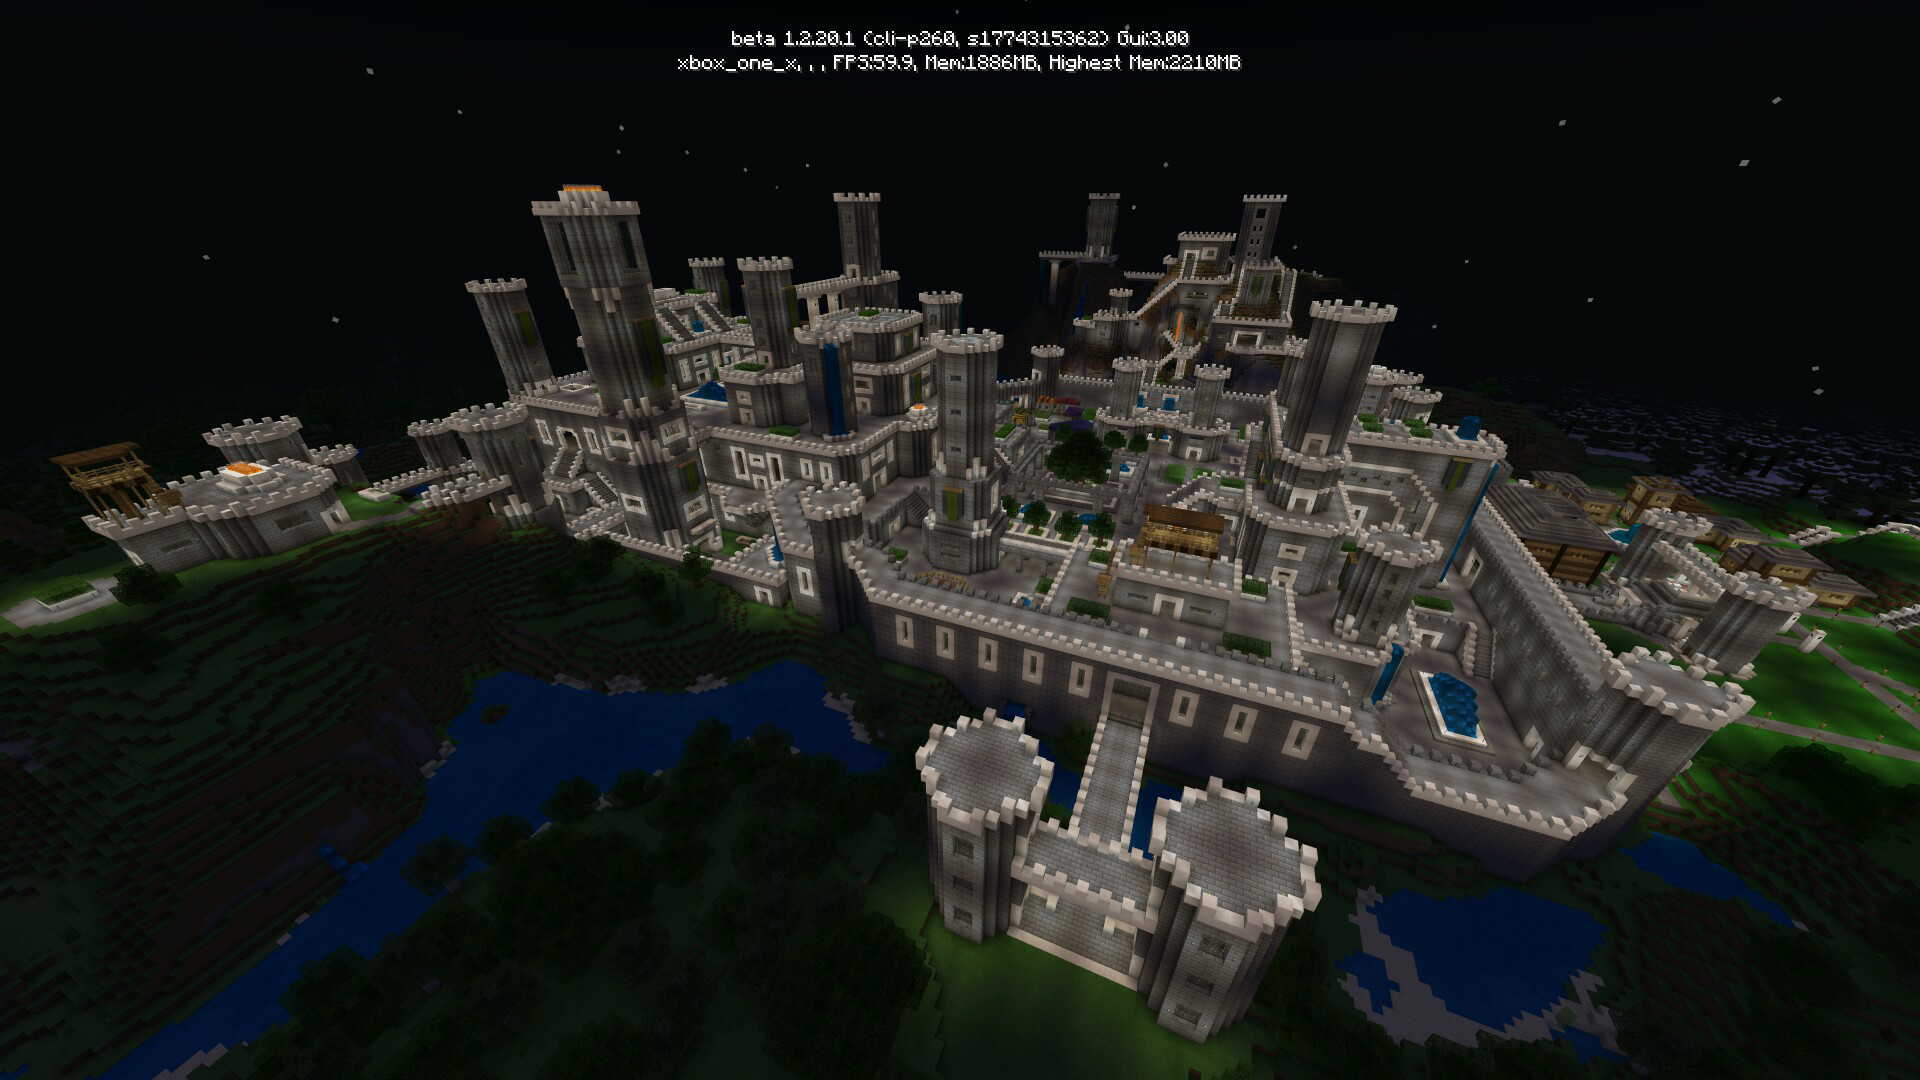 beta 1.2.20.1 (cli-p260, s1774315362) Gui:3.00
xbox_one_x, , , FPS:59.9, Mem:1886MB, Highest Mem:2210MB